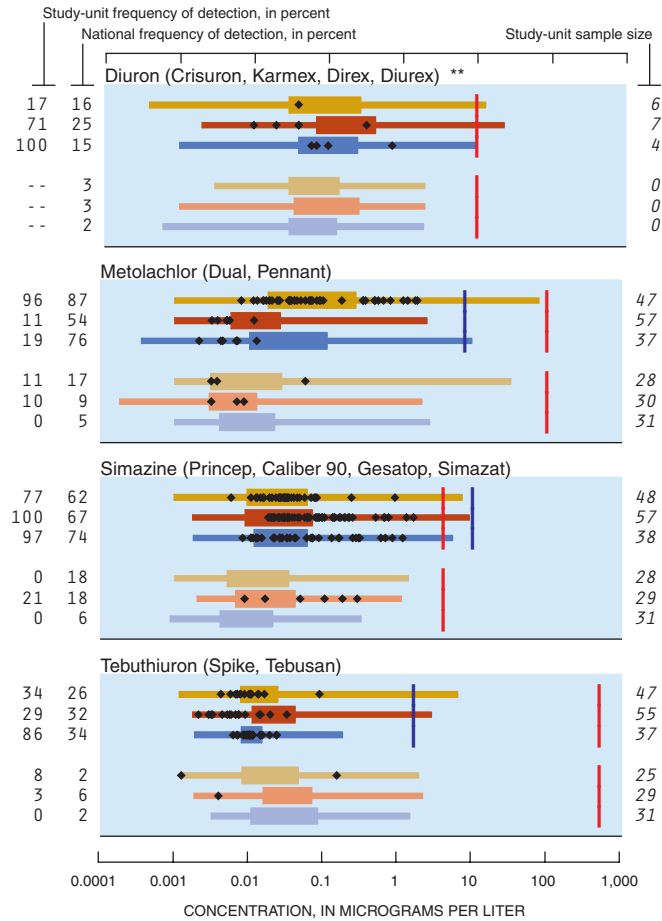 Study-unit frequency of detection, in percent
National frequency of detection, in percent
Study-unit sample size
Diuron (Crisuron, Karmex, Direx, Diurex) **
17 16 6
71 25 7
100 15 4
-- 3 0
-- 3 0
-- 2 0
Metolachlor (Dual, Pennant)
96 87 47
11 54 57
19 76 37
11 17 28
10 9 30
0 5 31
Simazine (Princep, Caliber 90, Gesatop, Simazat)
77 62 48
100 67 57
97 74 38
0 18 28
21 18 29
0 6 31
Tebuthiuron (Spike, Tebusan)
34 26 47
29 32 55
86 34 37
8 2 25
3 6 29
0 2 31
0.0001 0.001 0.01 0.1 1 10 100 1,000
CONCENTRATION, IN MICROGRAMS PER LITER